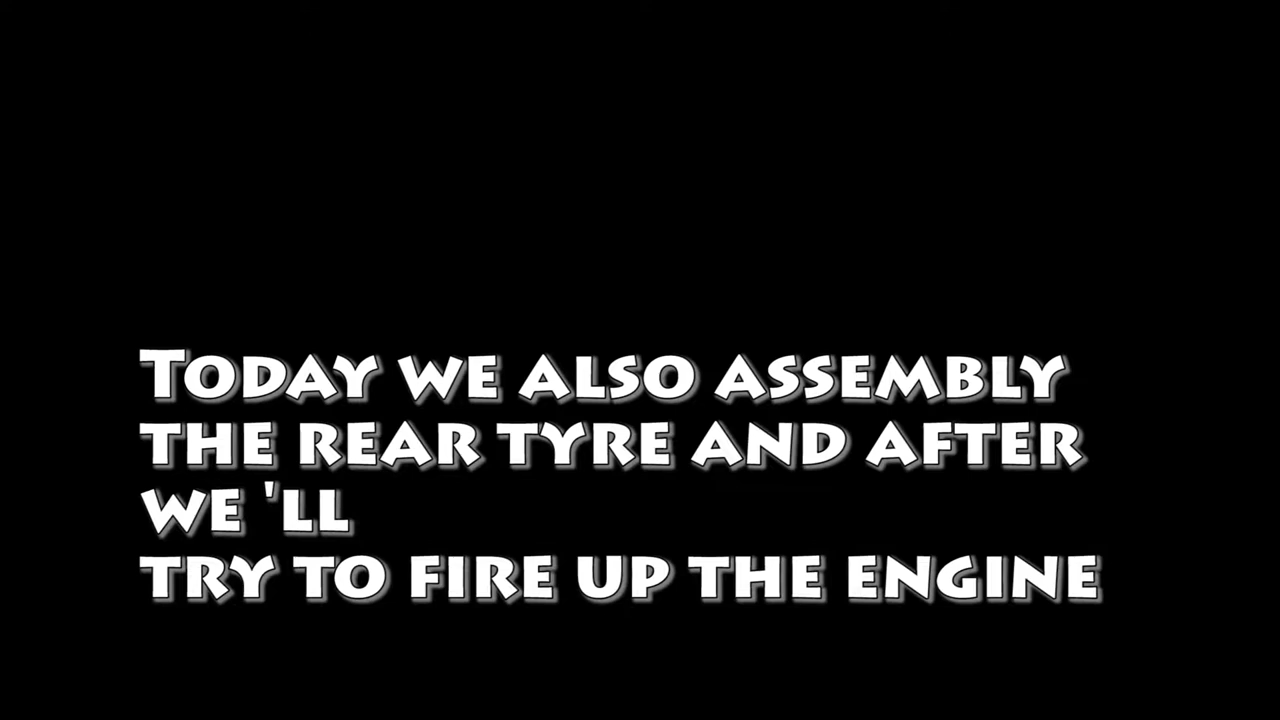 Today we also assembly
the rear tyre and after
we 'll
try to fire up the engine